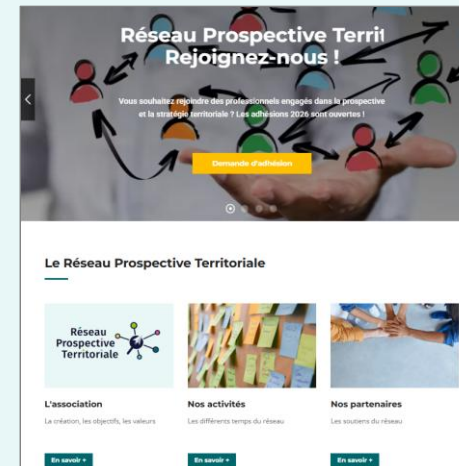 Réseau Prospective Territ
Rejoignez-nous !
Vous souhaitez rejoindre des professionnels engagés dans la prospective
et la stratégie territoriale ? Les adhésions 2026 sont ouvertes !
Demande d'adhésion
Le Réseau Prospective Territoriale
Réseau
Prospective
Territoriale
L'association
La création, les objectifs, les valeurs
En savoir +
Nos activités
Les différents temps du réseau
En savoir +
Nos partenaires
Les soutiens du réseau
En savoir +